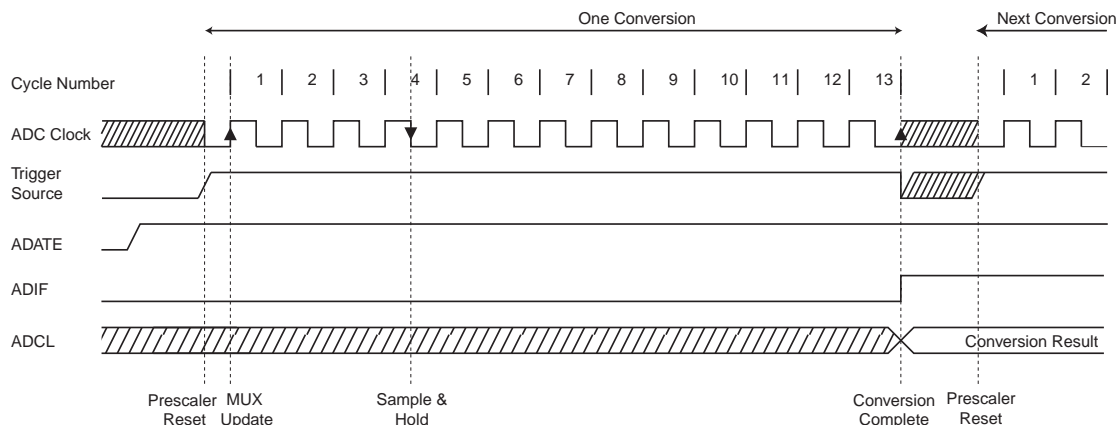 One Conversion Next Conversion
Cycle Number 1 2 3 4 5 6 7 8 9 10 11 12 13 1 2
ADC Clock
Trigger
Source
ADATE
ADIF
ADCL Conversion Result
Prescaler MUX Sample & Conversion Prescaler
Reset Update Hold Complete Reset